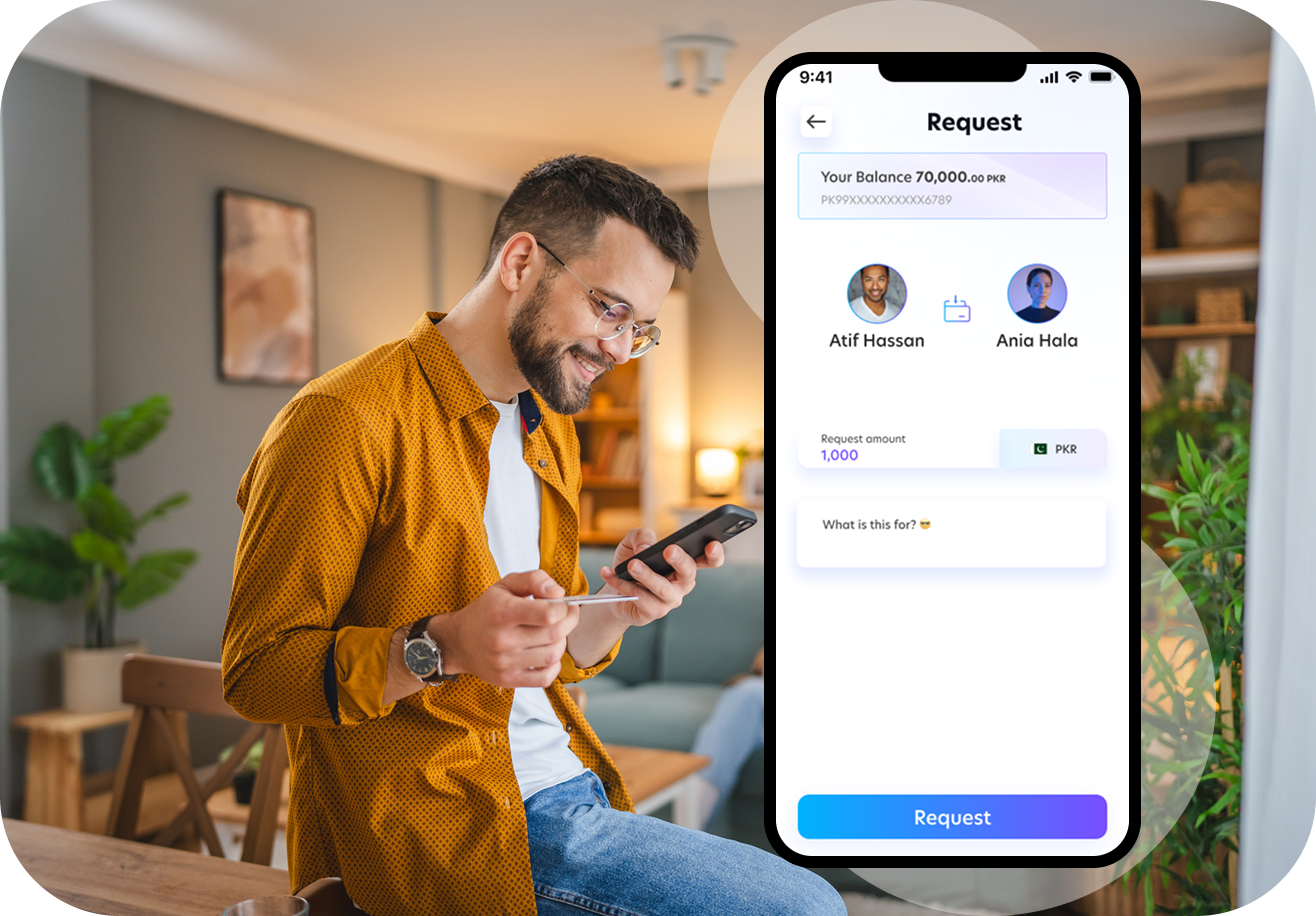 9:41
Request
Your Balance 70,000.00 PKR
PK99XXXXXXXXXX6789
Atif Hassan
Ania Hala
Request amount
1,000
PKR
What is this for? 😎
Request